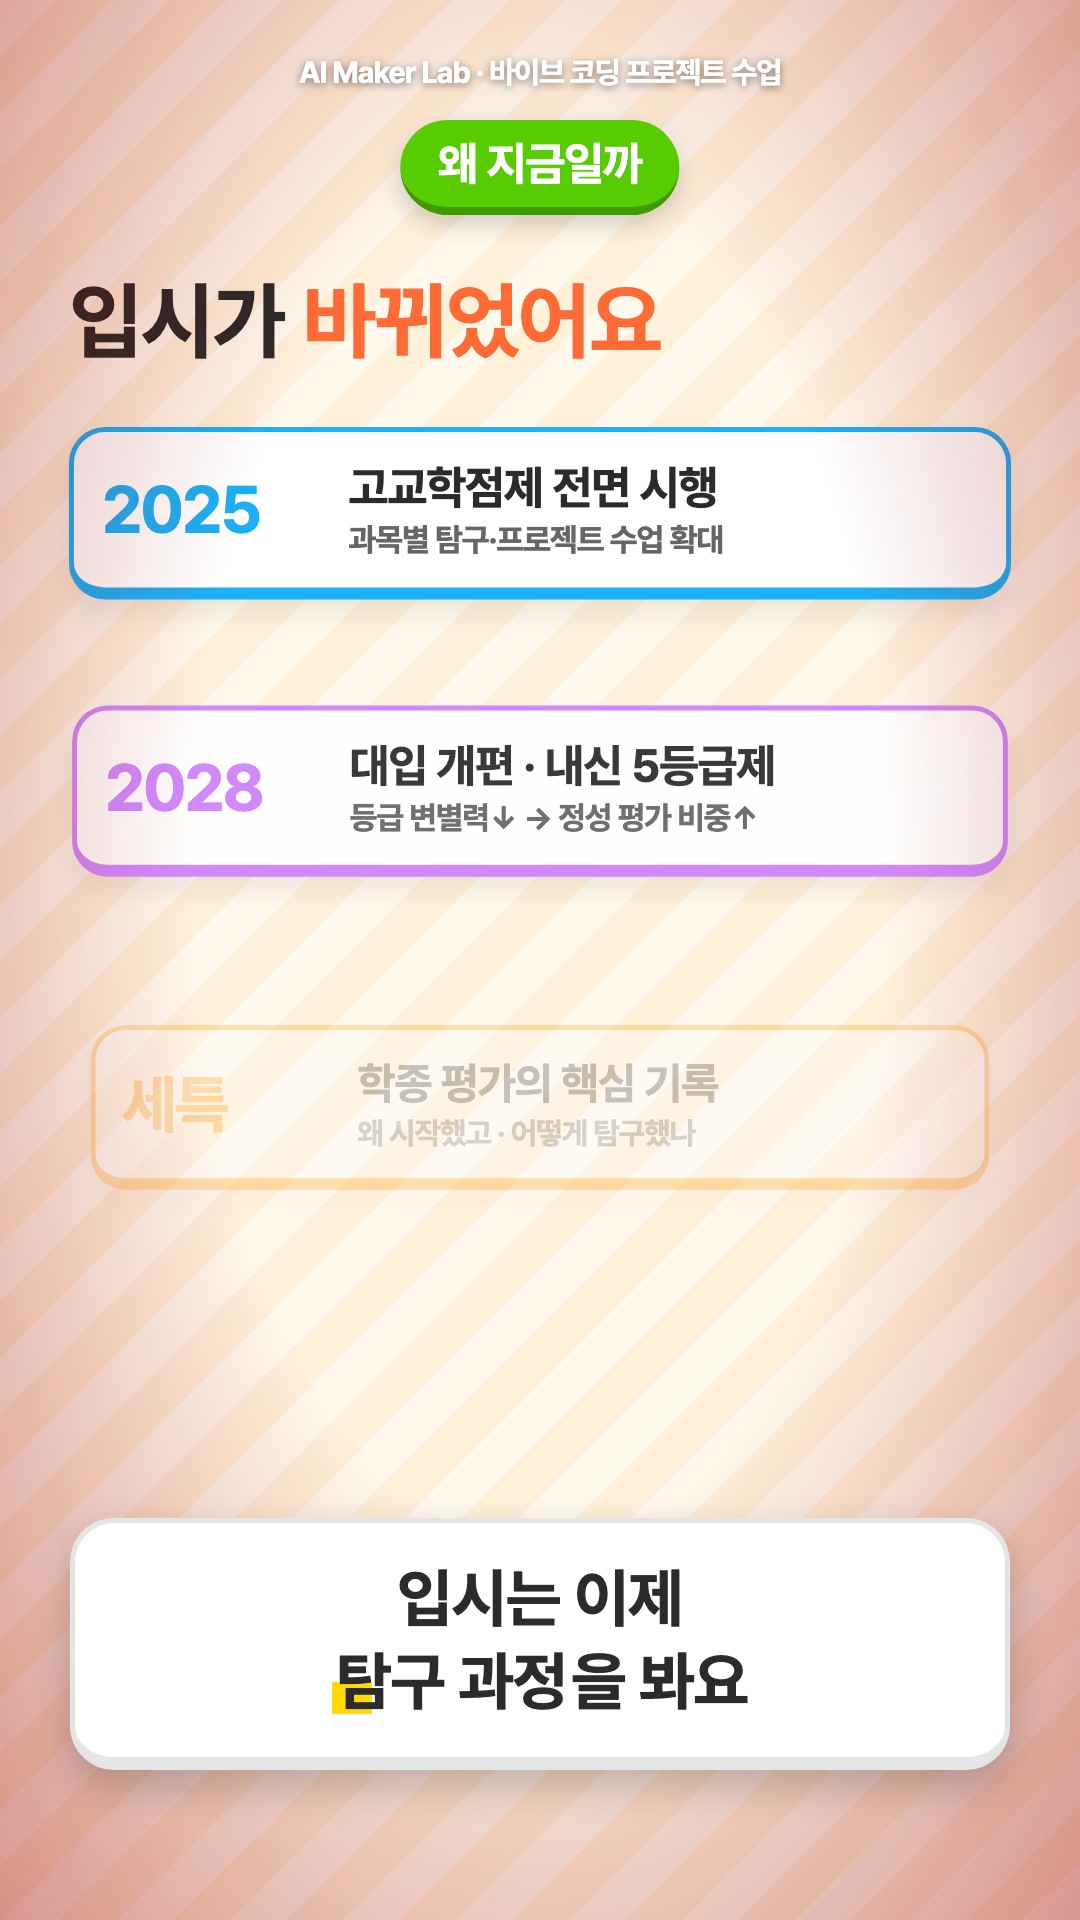 AI Maker Lab · 바이브 코딩 프로젝트 수업
왜 지금일까
입시가 바뀌었어요
2025
고교학점제 전면 시행
과목별 탐구·프로젝트 수업 확대
2028
대입 개편 · 내신 5등급제
등급 변별력↓ → 정성 평가 비중↑
세특
학종 평가의 핵심 기록
왜 시작했고 · 어떻게 탐구했나
입시는 이제
탐구 과정을 봐요